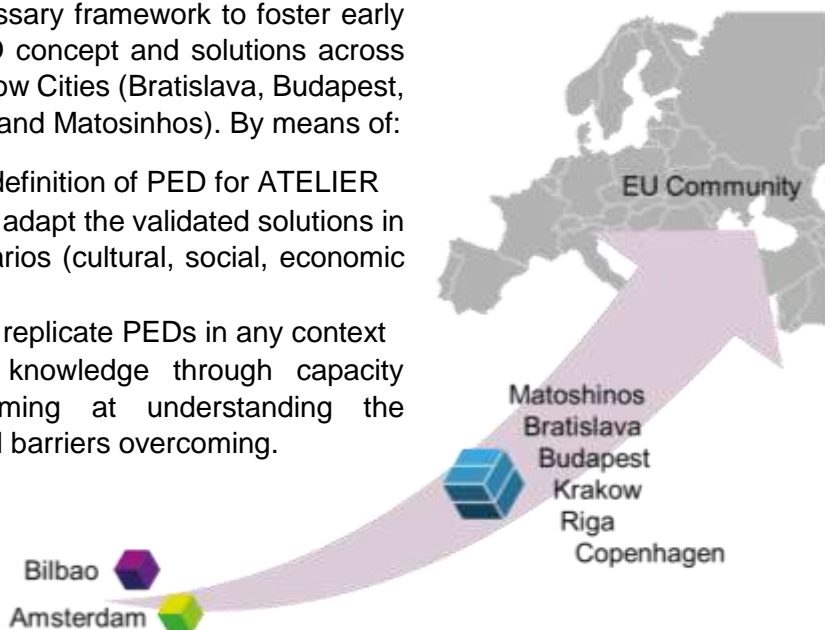 ssary framework to foster early
concept and solutions across
ow Cities (Bratislava, Budapest,
and Matosinhos). By means of:
definition of PED for ATELIER
adapt the validated solutions in
arios (cultural, social, economic
replicate PEDs in any context
knowledge through capacity
ming at understanding the
barriers overcoming.
EU Community
Matoshinos
Bratislava
Budapest
Krakow
Riga
Copenhagen
Bilbao
Amsterdam